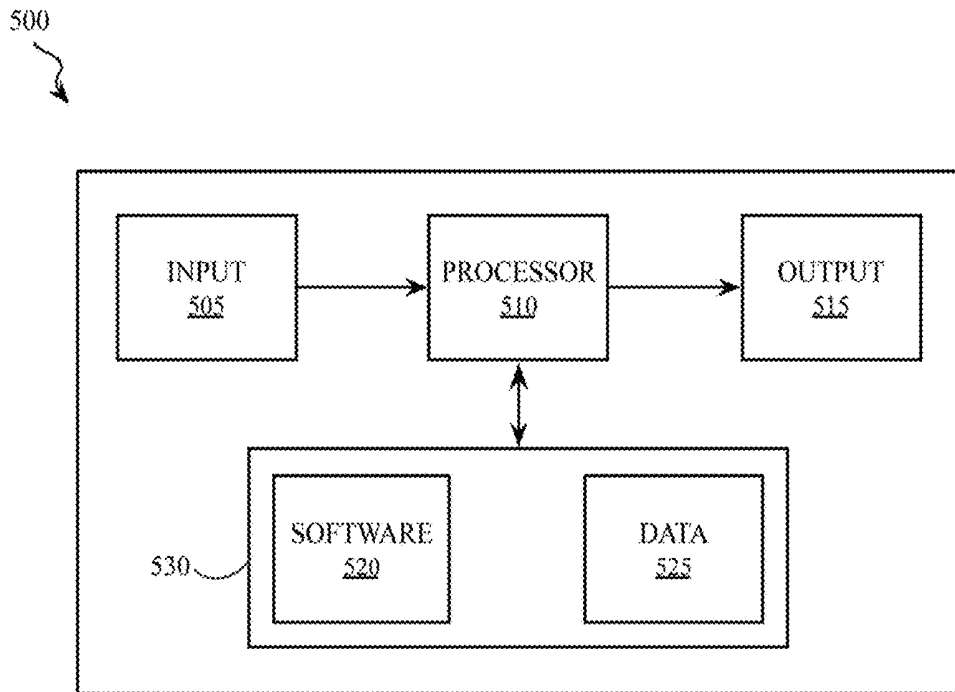 500
INPUT
505
PROCESSOR
510
OUTPUT
515
SOFTWARE
520
DATA
525
530